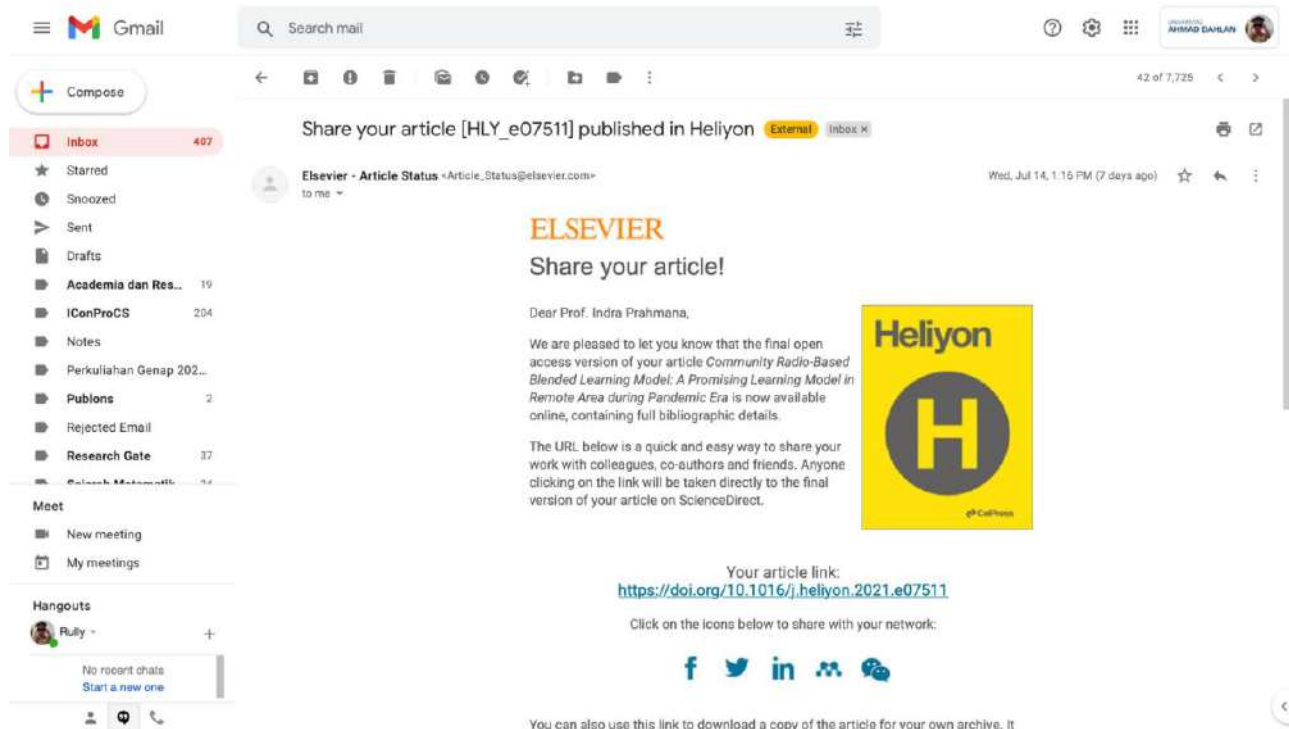 Gmail
Search mail
UNIVERSITAS
AHMAD DAHLAN
Compose
42 of 7,725
Inbox 407
Starred
Snoozed
Sent
Drafts
Academia dan Res... 19
IConProCS 204
Notes
Perkuliahan Genap 202...
Publons 2
Rejected Email
Research Gate 37
Sejarah Matematik
Meet
New meeting
My meetings
Hangouts
Rully
No recent chats
Start a new one
Share your article [HLY_e07511] published in Heliyon External Inbox ×
Elsevier - Article Status <Article_Status@elsevier.com>
to me
Wed, Jul 14, 1:16 PM (7 days ago)
ELSEVIER
Share your article!
Dear Prof. Indra Prahmana,
We are pleased to let you know that the final open
access version of your article Community Radio-Based
Blended Learning Model: A Promising Learning Model in
Remote Area during Pandemic Era is now available
online, containing full bibliographic details.
The URL below is a quick and easy way to share your
work with colleagues, co-authors and friends. Anyone
clicking on the link will be taken directly to the final
version of your article on ScienceDirect.
Heliyon
H
CellPress
Your article link:
https://doi.org/10.1016/j.heliyon.2021.e07511
Click on the icons below to share with your network:
You can also use this link to download a copy of the article for your own archive. It